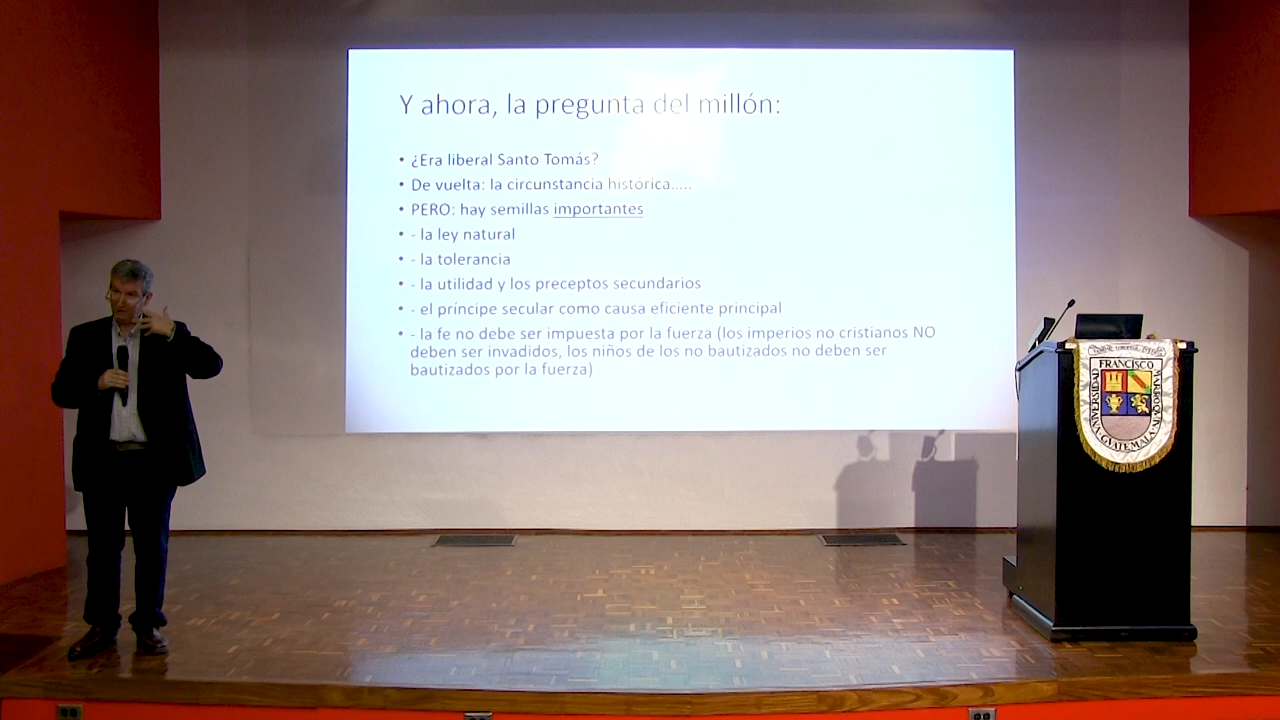 Y ahora, la pregunta del millón:
• ¿Era liberal Santo Tomás?
• De vuelta: la circunstancia histórica.....
• PERO: hay semillas importantes
• - la ley natural
• - la tolerancia
• - la utilidad y los preceptos secundarios
• - el príncipe secular como causa eficiente principal
• - la fe no debe ser impuesta por la fuerza (los imperios no cristianos NO
deben ser invadidos, los niños de los no bautizados no deben ser
bautizados por la fuerza)
UNIVERSIDAD FRANCISCO MARROQUIN
GUATEMALA